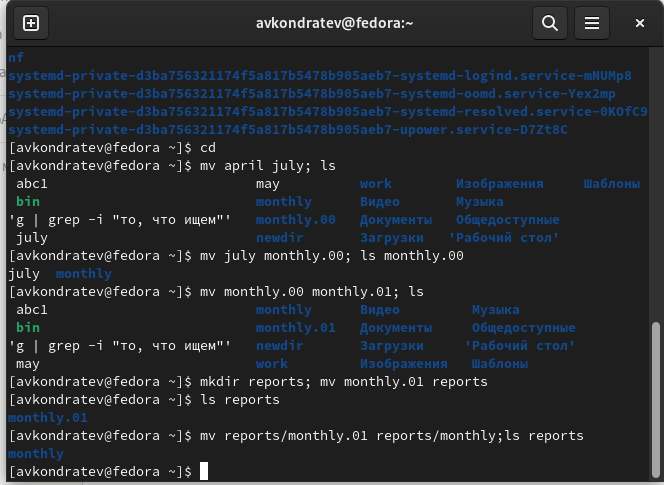 avkondratev@fedora:~
nf
systemd-private-d3ba756321174f5a817b5478b905aeb7-systemd-logind.service-mNUMp8
systemd-private-d3ba756321174f5a817b5478b905aeb7-systemd-oomd.service-Yex2mp
systemd-private-d3ba756321174f5a817b5478b905aeb7-systemd-resolved.service-0KOfC9
systemd-private-d3ba756321174f5a817b5478b905aeb7-upower.service-D7Zt8C
[avkondratev@fedora ~]$ cd
[avkondratev@fedora ~]$ mv april july; ls
abc1 may work Изображения Шаблоны
bin monthly Видео Музыка
'g | grep -i "то, что ищем"' monthly.00 Документы Общедоступные
july newdir Загрузки 'Рабочий стол'
[avkondratev@fedora ~]$ mv july monthly.00; ls monthly.00
july monthly
[avkondratev@fedora ~]$ mv monthly.00 monthly.01; ls
abc1 monthly Видео Музыка
bin monthly.01 Документы Общедоступные
'g | grep -i "то, что ищем"' newdir Загрузки 'Рабочий стол'
may work Изображения Шаблоны
[avkondratev@fedora ~]$ mkdir reports; mv monthly.01 reports
[avkondratev@fedora ~]$ ls reports
monthly.01
[avkondratev@fedora ~]$ mv reports/monthly.01 reports/monthly;ls reports
monthly
[avkondratev@fedora ~]$